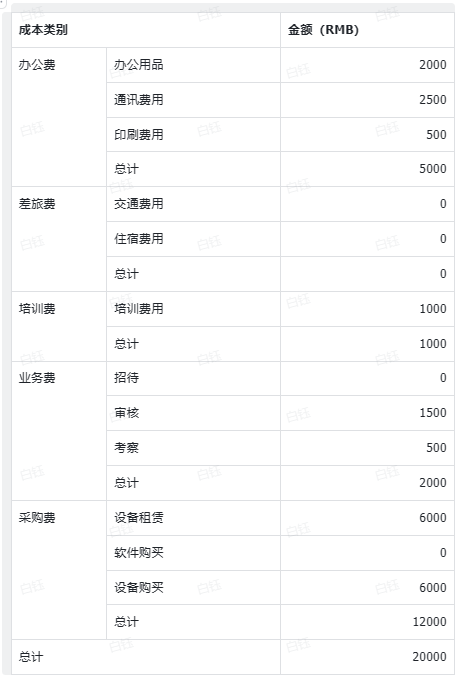 成本类别 金额（RMB）
办公费 办公用品 2000
通讯费用 2500
印刷费用 500
总计 5000
差旅费 交通费用 0
住宿费用 0
总计 0
培训费 培训费用 1000
总计 1000
业务费 招待 0
审核 1500
考察 500
总计 2000
采购费 设备租赁 6000
软件购买 0
设备购买 6000
总计 12000
总计 20000